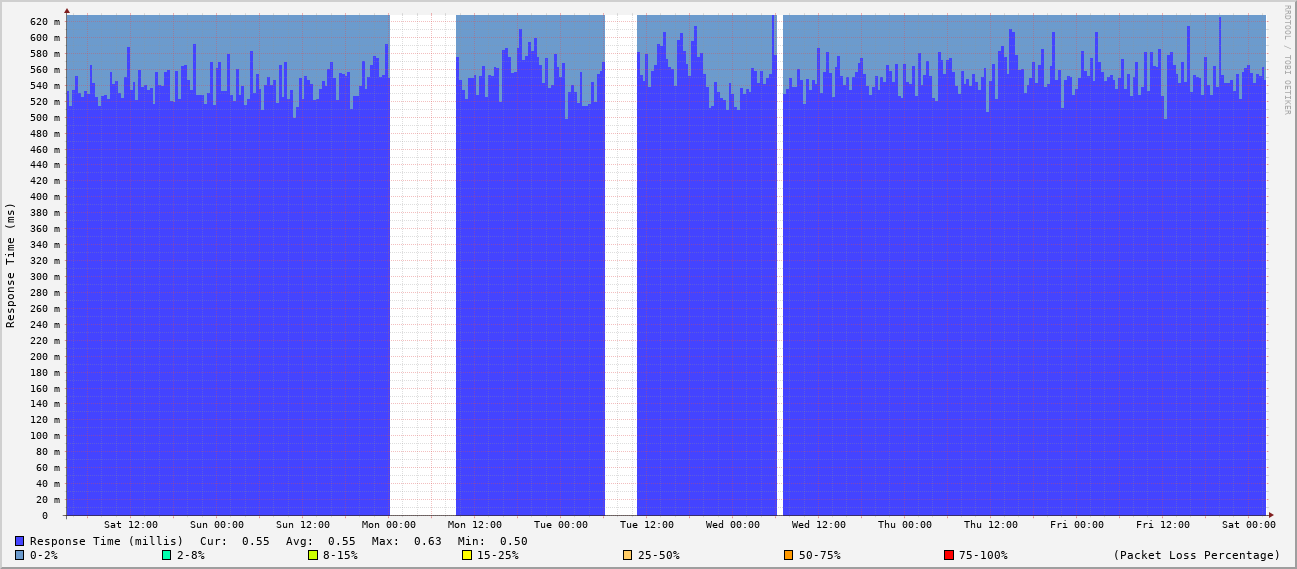 RRDTOOL / TOBI OETIKER
Response Time (ms)
620 m
600 m
580 m
560 m
540 m
520 m
500 m
480 m
460 m
440 m
420 m
400 m
380 m
360 m
340 m
320 m
300 m
280 m
260 m
240 m
220 m
200 m
180 m
160 m
140 m
120 m
100 m
80 m
60 m
40 m
20 m
0
Sat 12:00 Sun 00:00 Sun 12:00 Mon 00:00 Mon 12:00 Tue 00:00 Tue 12:00 Wed 00:00 Wed 12:00 Thu 00:00 Thu 12:00 Fri 00:00 Fri 12:00 Sat 00:00
Response Time (millis) Cur: 0.55 Avg: 0.55 Max: 0.63 Min: 0.50
0-2% 2-8% 8-15% 15-25% 25-50% 50-75% 75-100% (Packet Loss Percentage)